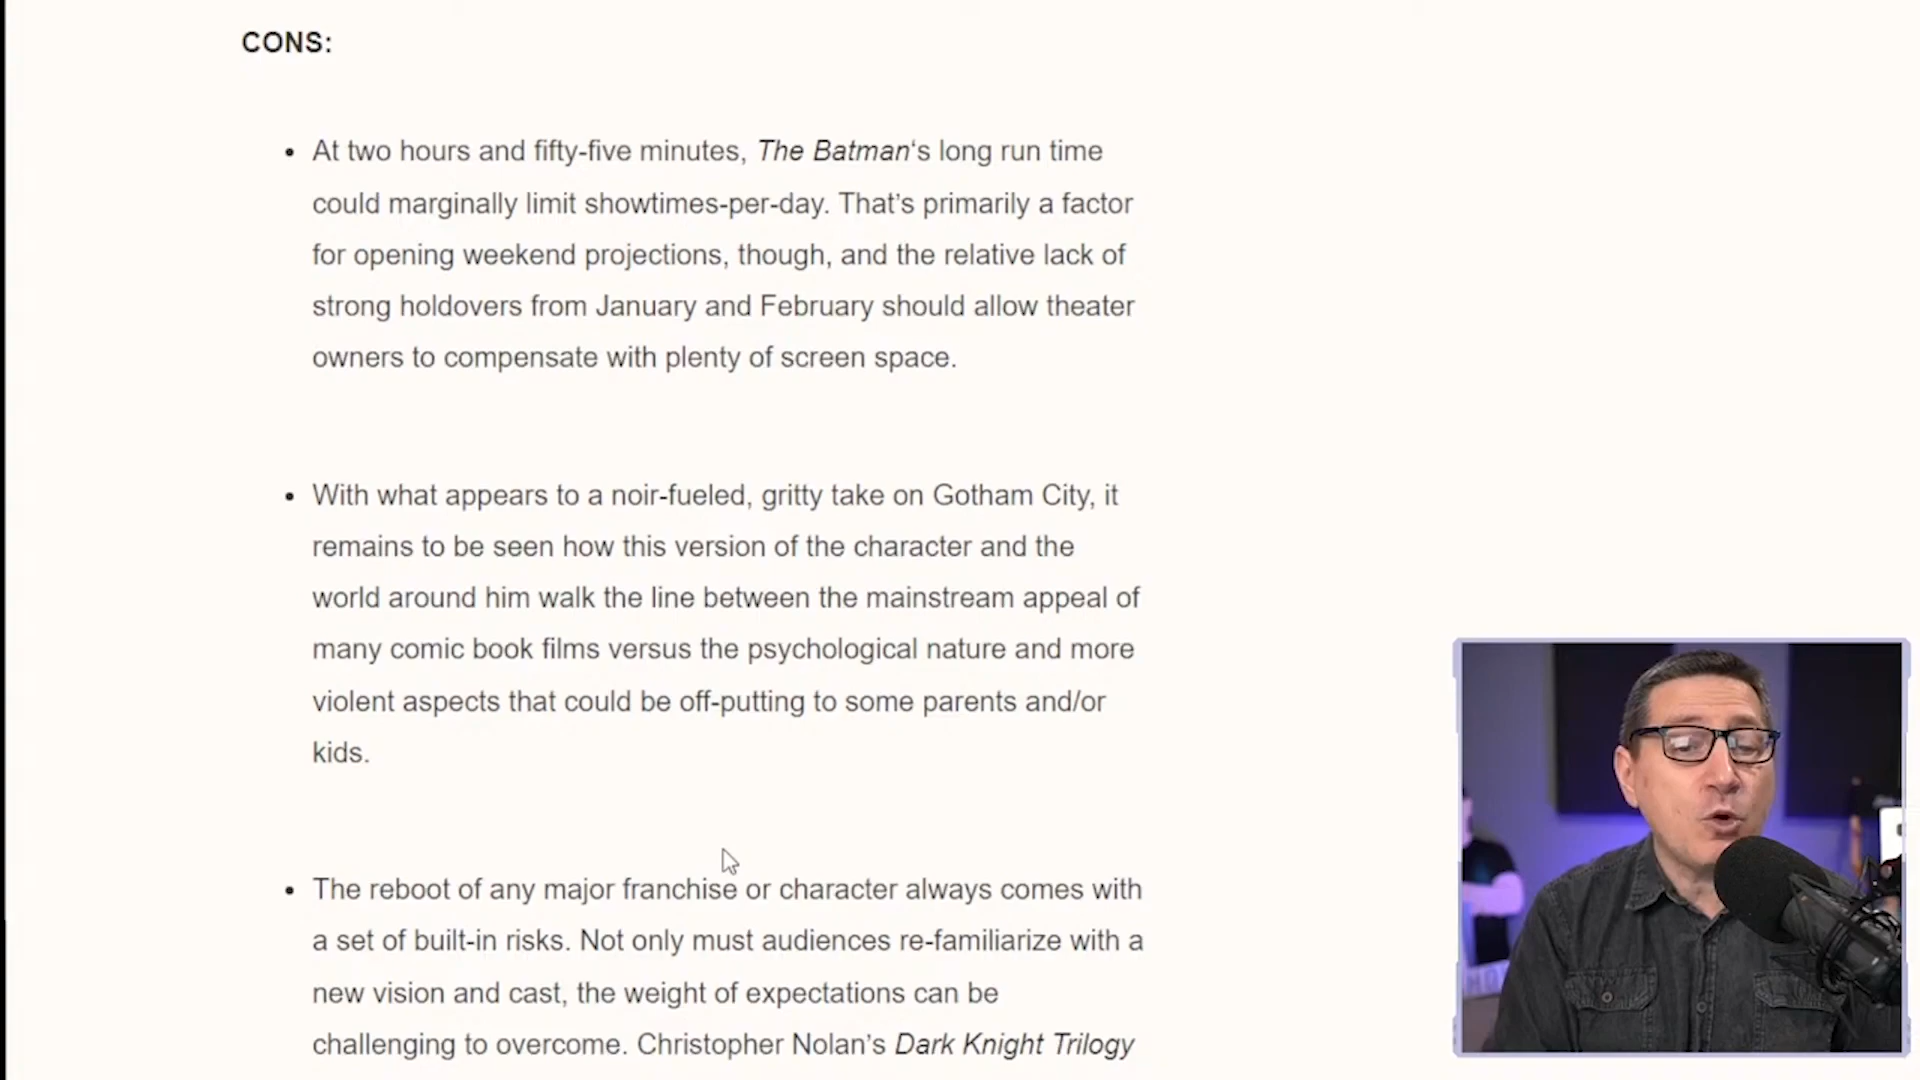 CONS:
• At two hours and fifty-five minutes, The Batman‘s long run time
could marginally limit showtimes-per-day. That’s primarily a factor
for opening weekend projections, though, and the relative lack of
strong holdovers from January and February should allow theater
owners to compensate with plenty of screen space.
• With what appears to a noir-fueled, gritty take on Gotham City, it
remains to be seen how this version of the character and the
world around him walk the line between the mainstream appeal of
many comic book films versus the psychological nature and more
violent aspects that could be off-putting to some parents and/or
kids.
• The reboot of any major franchise or character always comes with
a set of built-in risks. Not only must audiences re-familiarize with a
new vision and cast, the weight of expectations can be
challenging to overcome. Christopher Nolan’s Dark Knight Trilogy